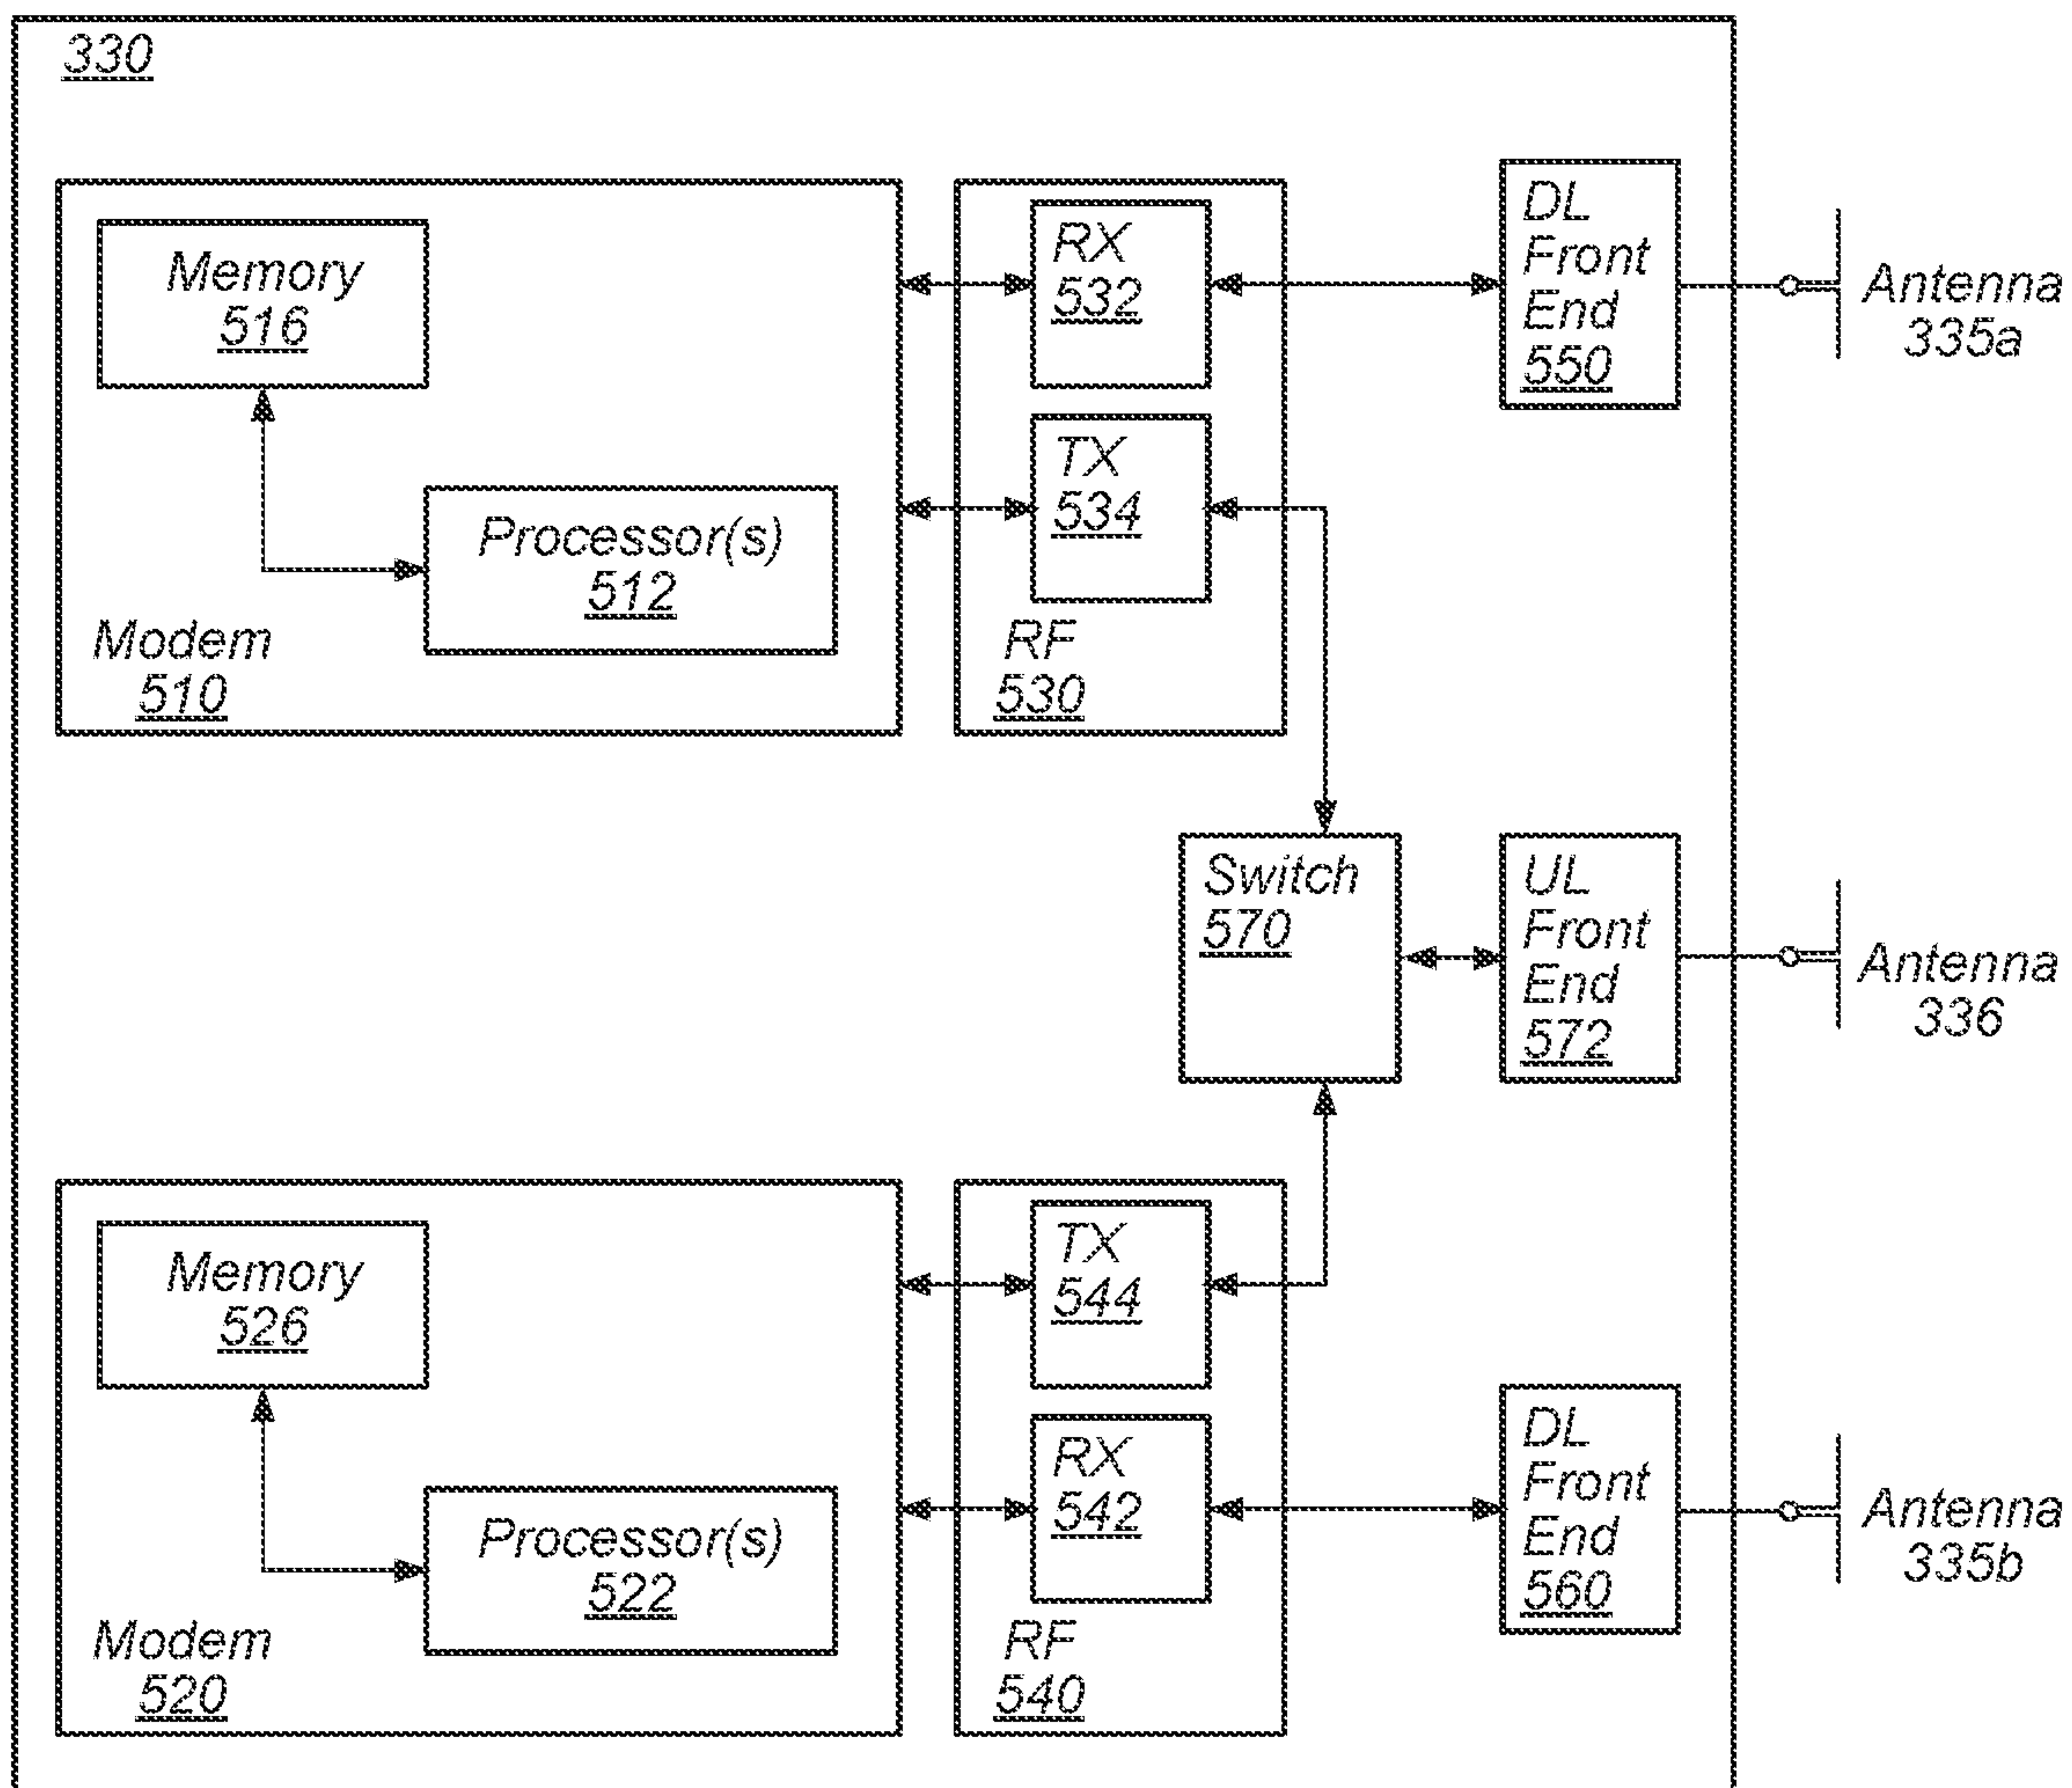 330
Memory
516
Processor(s)
512
Modem
510
RX
532
TX
534
RF
530
DL
Front
End
550
Antenna
335a
Switch
570
UL
Front
End
572
Antenna
336
Memory
526
Processor(s)
522
Modem
520
TX
544
RX
542
RF
540
DL
Front
End
560
Antenna
335b